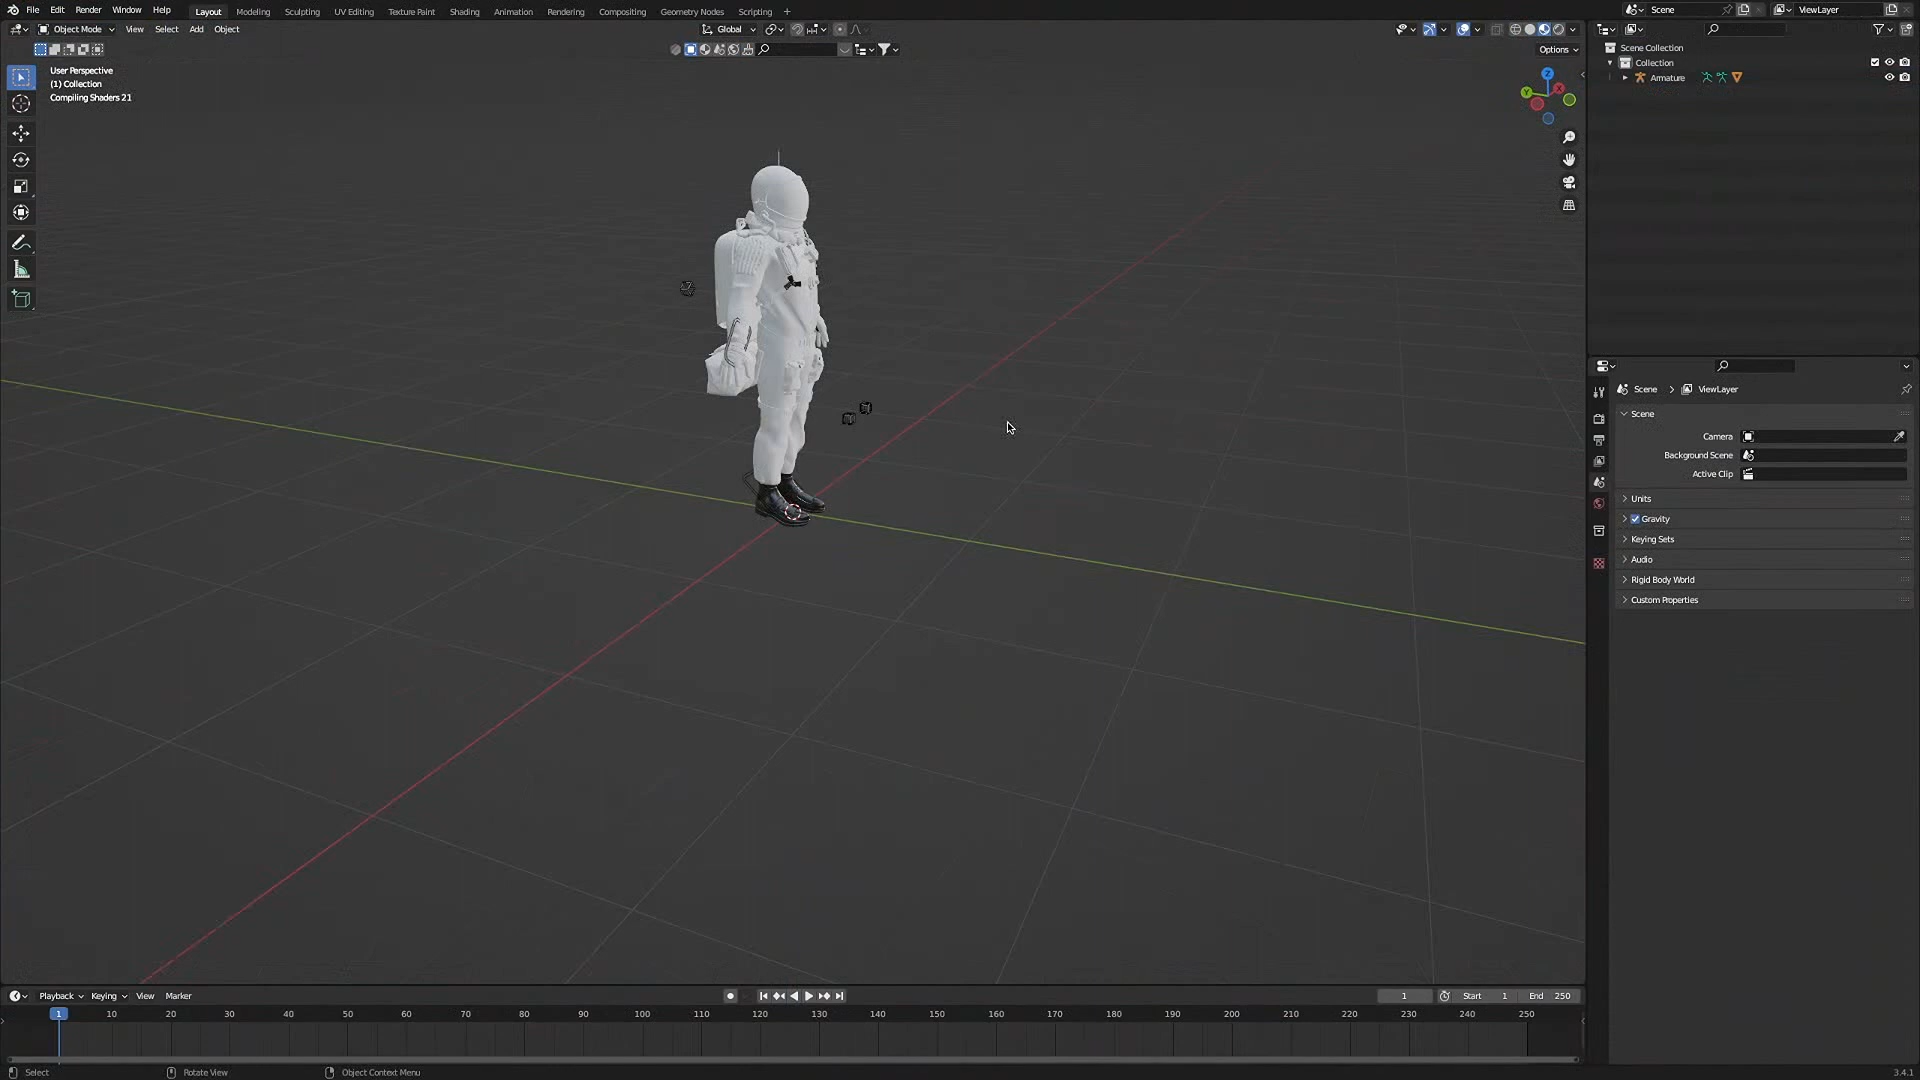 File Edit Render Window Help Layout Modeling Sculpting UV Editing Texture Paint Shading Animation Rendering Compositing Geometry Nodes Scripting + Scene ViewLayer
Object Mode View Select Add Object Global
Options
User Perspective
(1) Collection
Compiling Shaders 21
Z
Y
X
Scene Collection
Collection
Armature
Scene > ViewLayer
Scene
Camera
Background Scene
Active Clip
Units
Gravity
Keying Sets
Audio
Rigid Body World
Custom Properties
Playback Keying View Marker 1 Start 1 End 250
1 10 20 30 40 50 60 70 80 90 100 110 120 130 140 150 160 170 180 190 200 210 220 230 240 250
Select Rotate View Object Context Menu 3.4.1